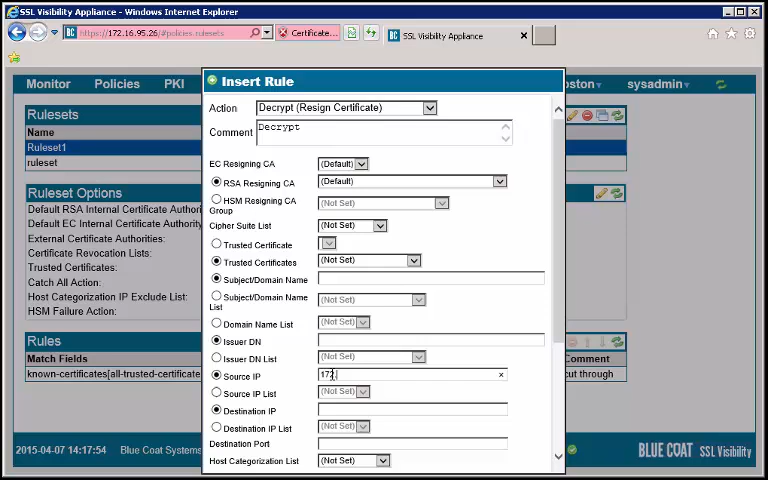 SSL Visibility Appliance - Windows Internet Explorer
https://172.16.95.26/#policies.rulesets
Certificate...
SSL Visibility Appliance
Monitor Policies PKI
sysadmin
Insert Rule
Action Decrypt (Resign Certificate)
Comment Decrypt
EC Resigning CA (Default)
RSA Resigning CA (Default)
HSM Resigning CA Group (Not Set)
Cipher Suite List (Not Set)
Trusted Certificate
Trusted Certificates (Not Set)
Subject/Domain Name
Subject/Domain Name List (Not Set)
Domain Name List (Not Set)
Issuer DN
Issuer DN List (Not Set)
Source IP 172.
Source IP List (Not Set)
Destination IP
Destination IP List (Not Set)
Destination Port
Host Categorization List (Not Set)
Rulesets
Name
Ruleset1
ruleset
Ruleset Options
Default RSA Internal Certificate Authori
Default EC Internal Certificate Authority
External Certificate Authorities:
Certificate Revocation Lists:
Trusted Certificates:
Catch All Action:
Host Categorization IP Exclude List:
HSM Failure Action:
Rules
Match Fields
Comment
known-certificates[all-trusted-certificate
cut through
2015-04-07 14:17:54 Blue Coat Systems
BLUE COAT SSL Visibility